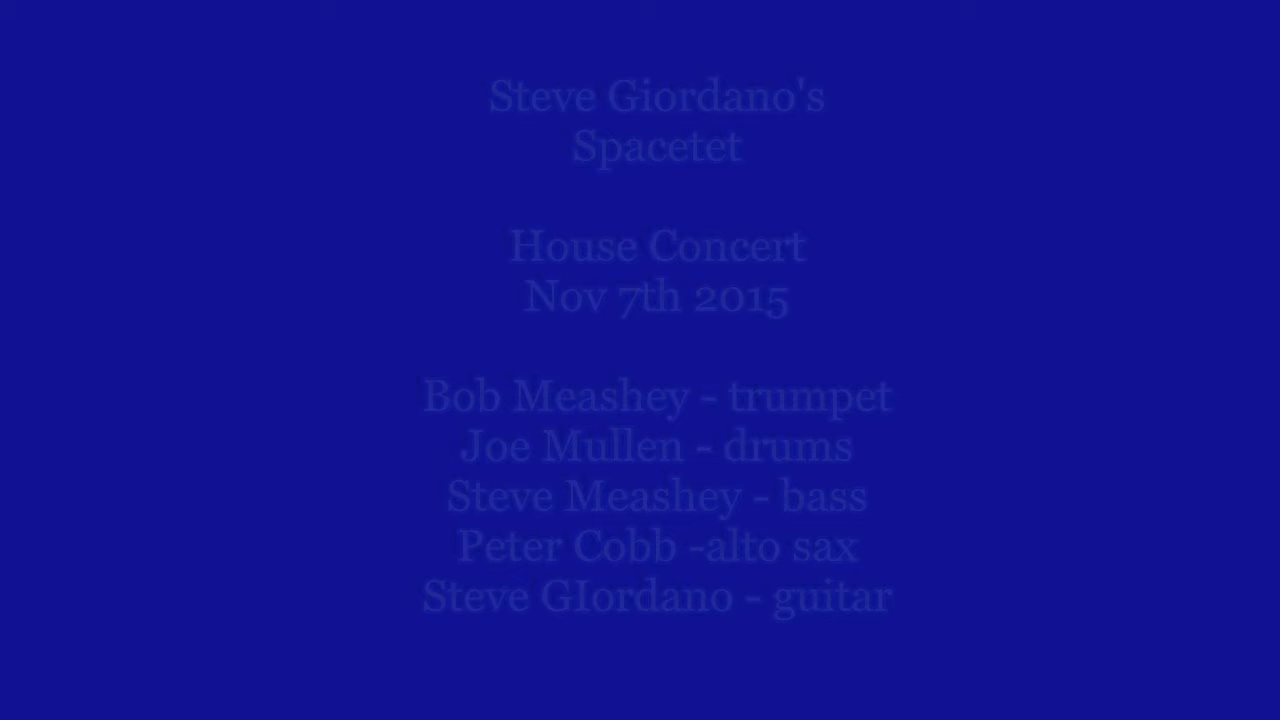 Steve Giordano's
Spacetet
House Concert
Nov 7th 2015
Bob Meashey - trumpet
Joe Mullen - drums
Steve Meashey - bass
Peter Cobb -alto sax
Steve GIordano - guitar